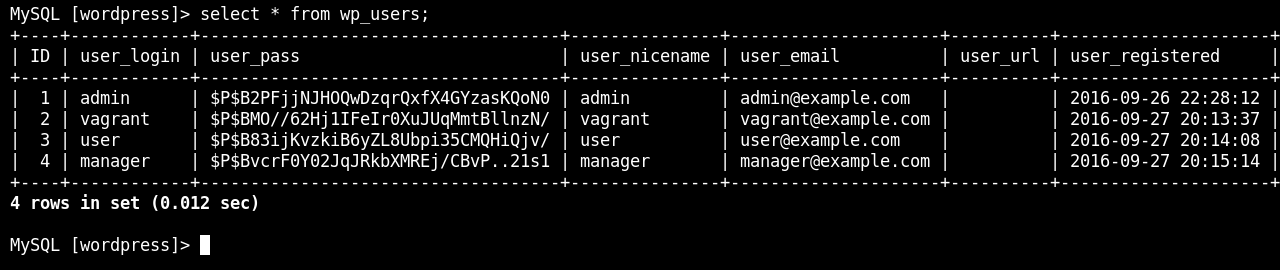 MySQL [wordpress]> select * from wp_users;
+----+------------+------------------------------------+---------------+---------------------+----------+---------------------+
| ID | user_login | user_pass                          | user_nicename | user_email          | user_url | user_registered     |
+----+------------+------------------------------------+---------------+---------------------+----------+---------------------+
|  1 | admin      | $P$B2PFjjNJHOQwDzqrQxfX4GYzasKQoN0 | admin         | admin@example.com   |          | 2016-09-26 22:28:12 |
|  2 | vagrant    | $P$BMO//62Hj1IFeIr0XuJUqMmtBllnzN/ | vagrant       | vagrant@example.com |          | 2016-09-27 20:13:37 |
|  3 | user       | $P$B83ijKvzkiB6yZL8Ubpi35CMQHiQjv/ | user          | user@example.com    |          | 2016-09-27 20:14:08 |
|  4 | manager    | $P$BvcrF0Y02JqJRkbXMREj/CBvP..21s1 | manager       | manager@example.com |          | 2016-09-27 20:15:14 |
+----+------------+------------------------------------+---------------+---------------------+----------+---------------------+
4 rows in set (0.012 sec)
MySQL [wordpress]>